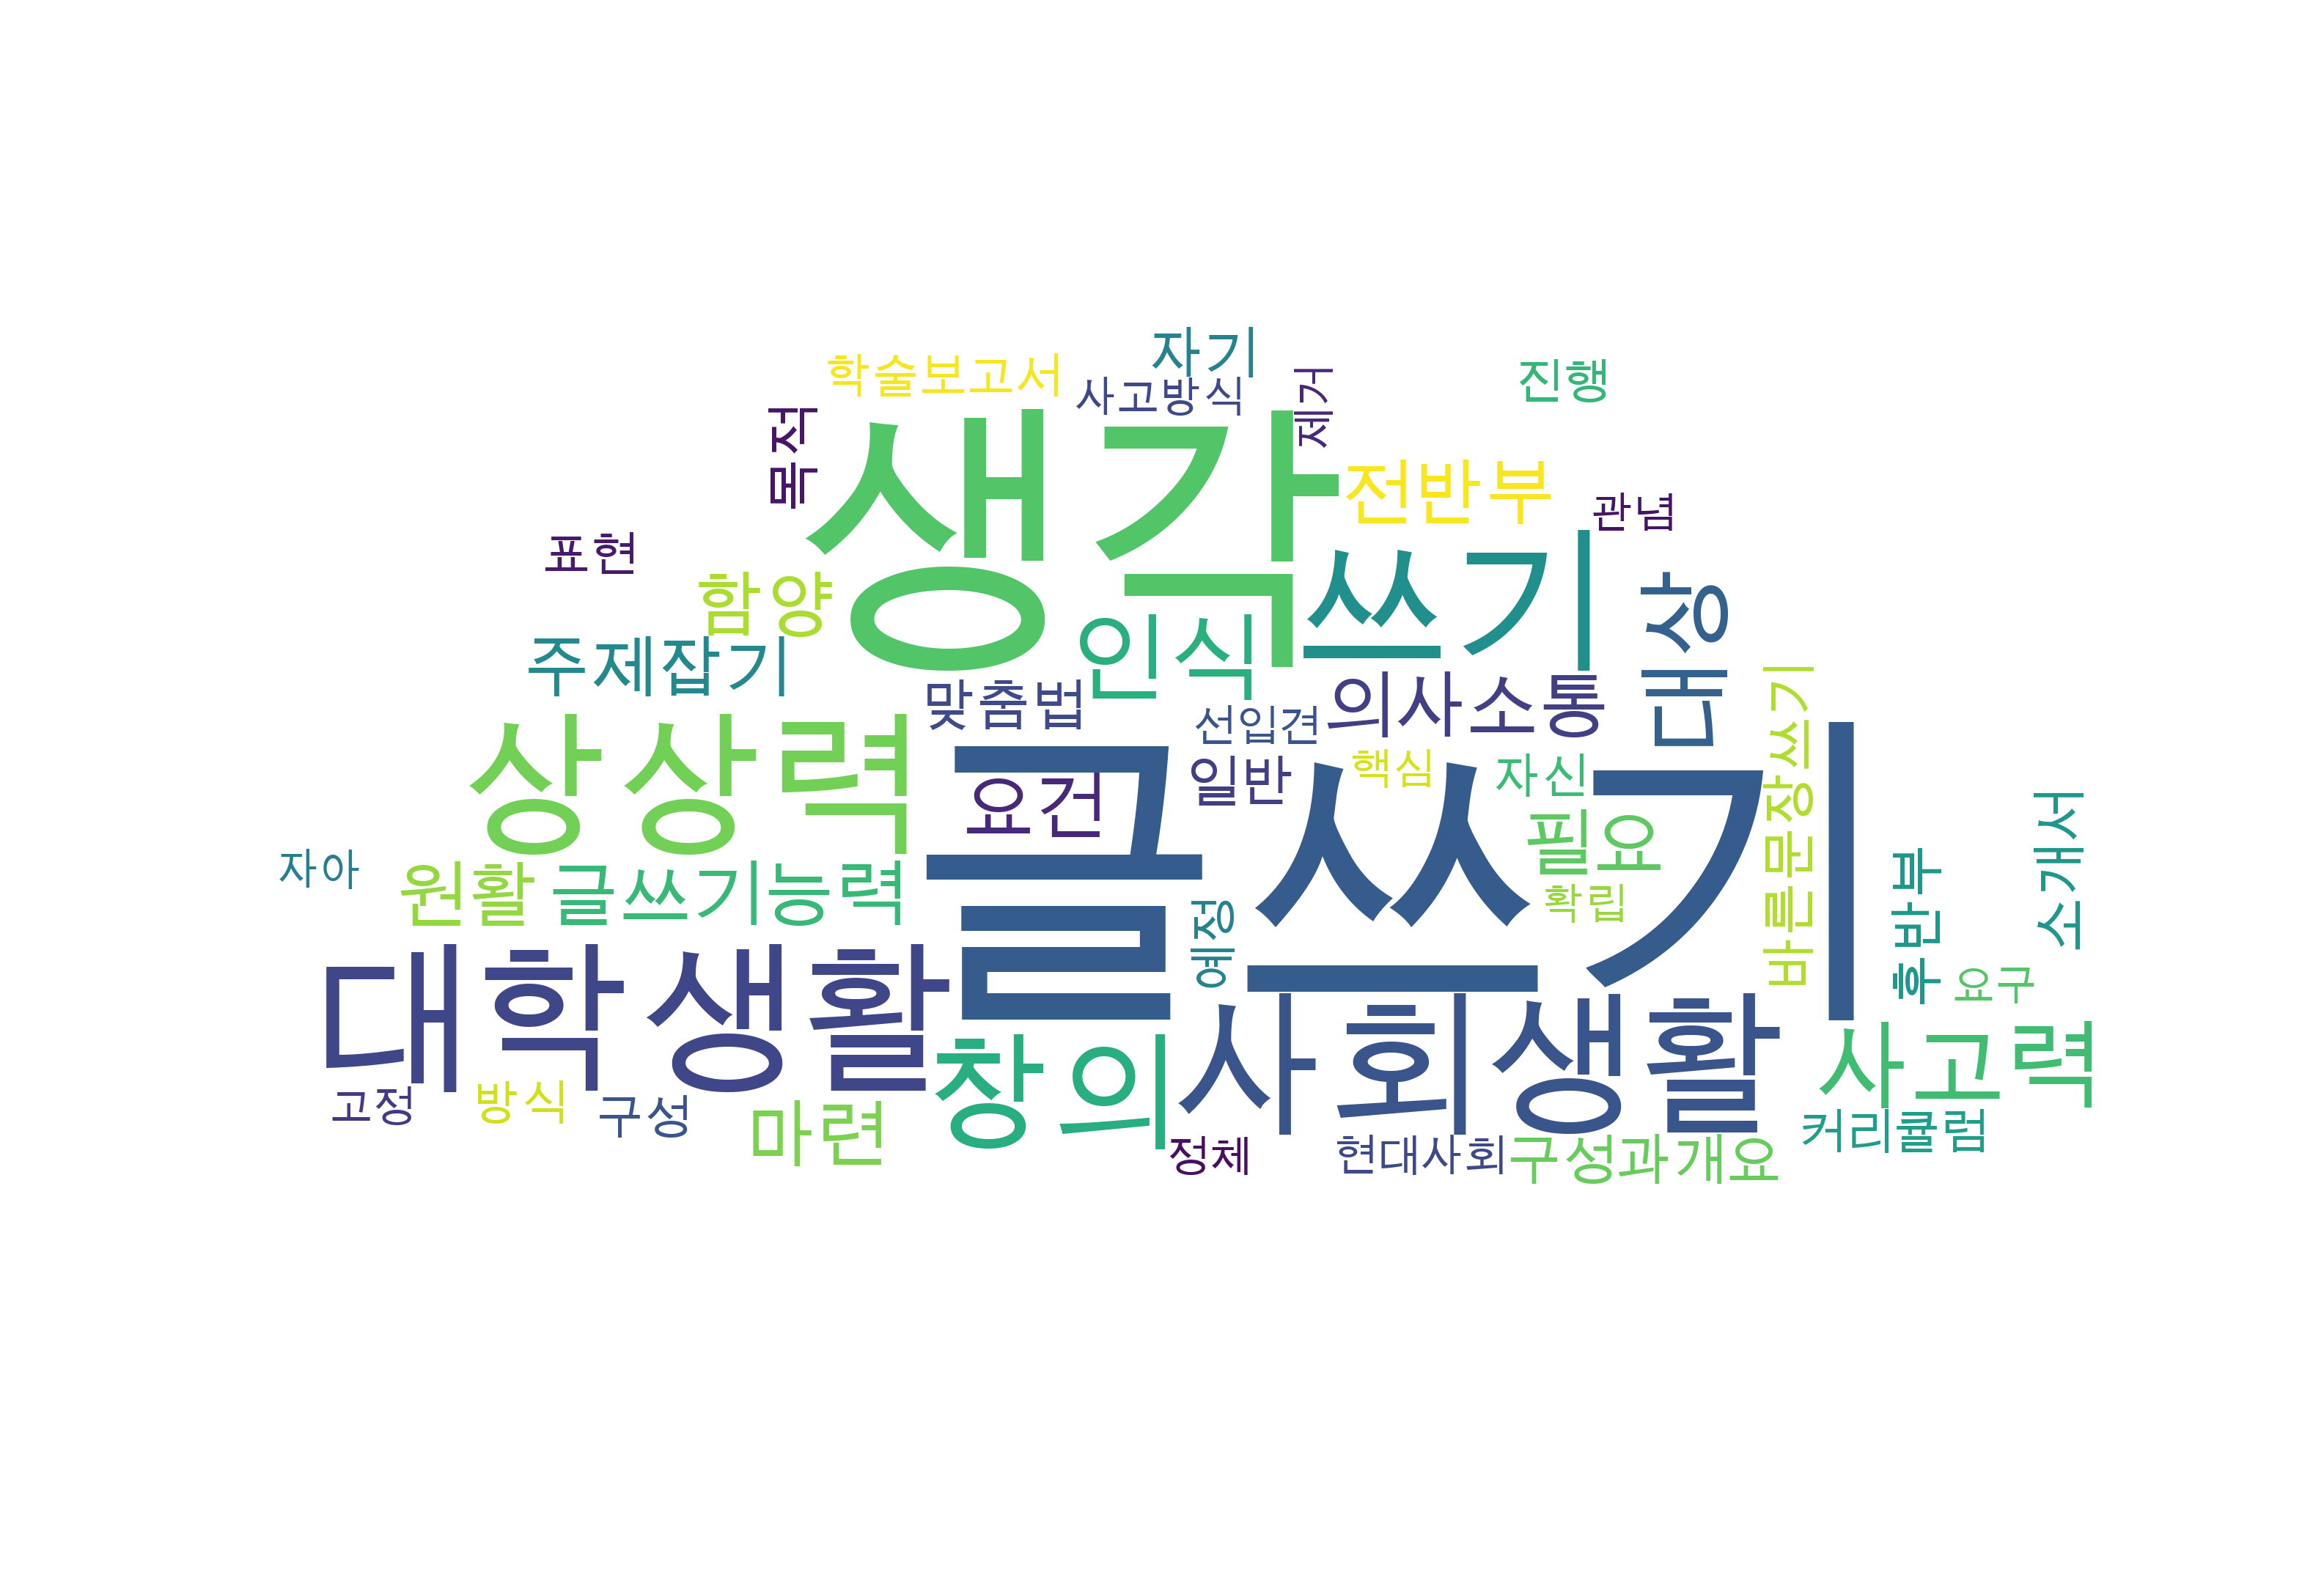 자기
학술보고서
사고방식
제거
진행
목적
생각
전반부
관념
표현
쓰기
함양
대상
인식
주제잡기
의사소통
맞춤법
선입견
바른문장쓰기
상상력
글쓰기
일반
핵심
자신
요건
소개서
필요
자아
원활
글쓰기능력
확립
후반부
예정
대학생활
요구
사회생활
사고력
창의
고정
방식
구성
마련
커리큘럼
정체
현대사회
구성과개요